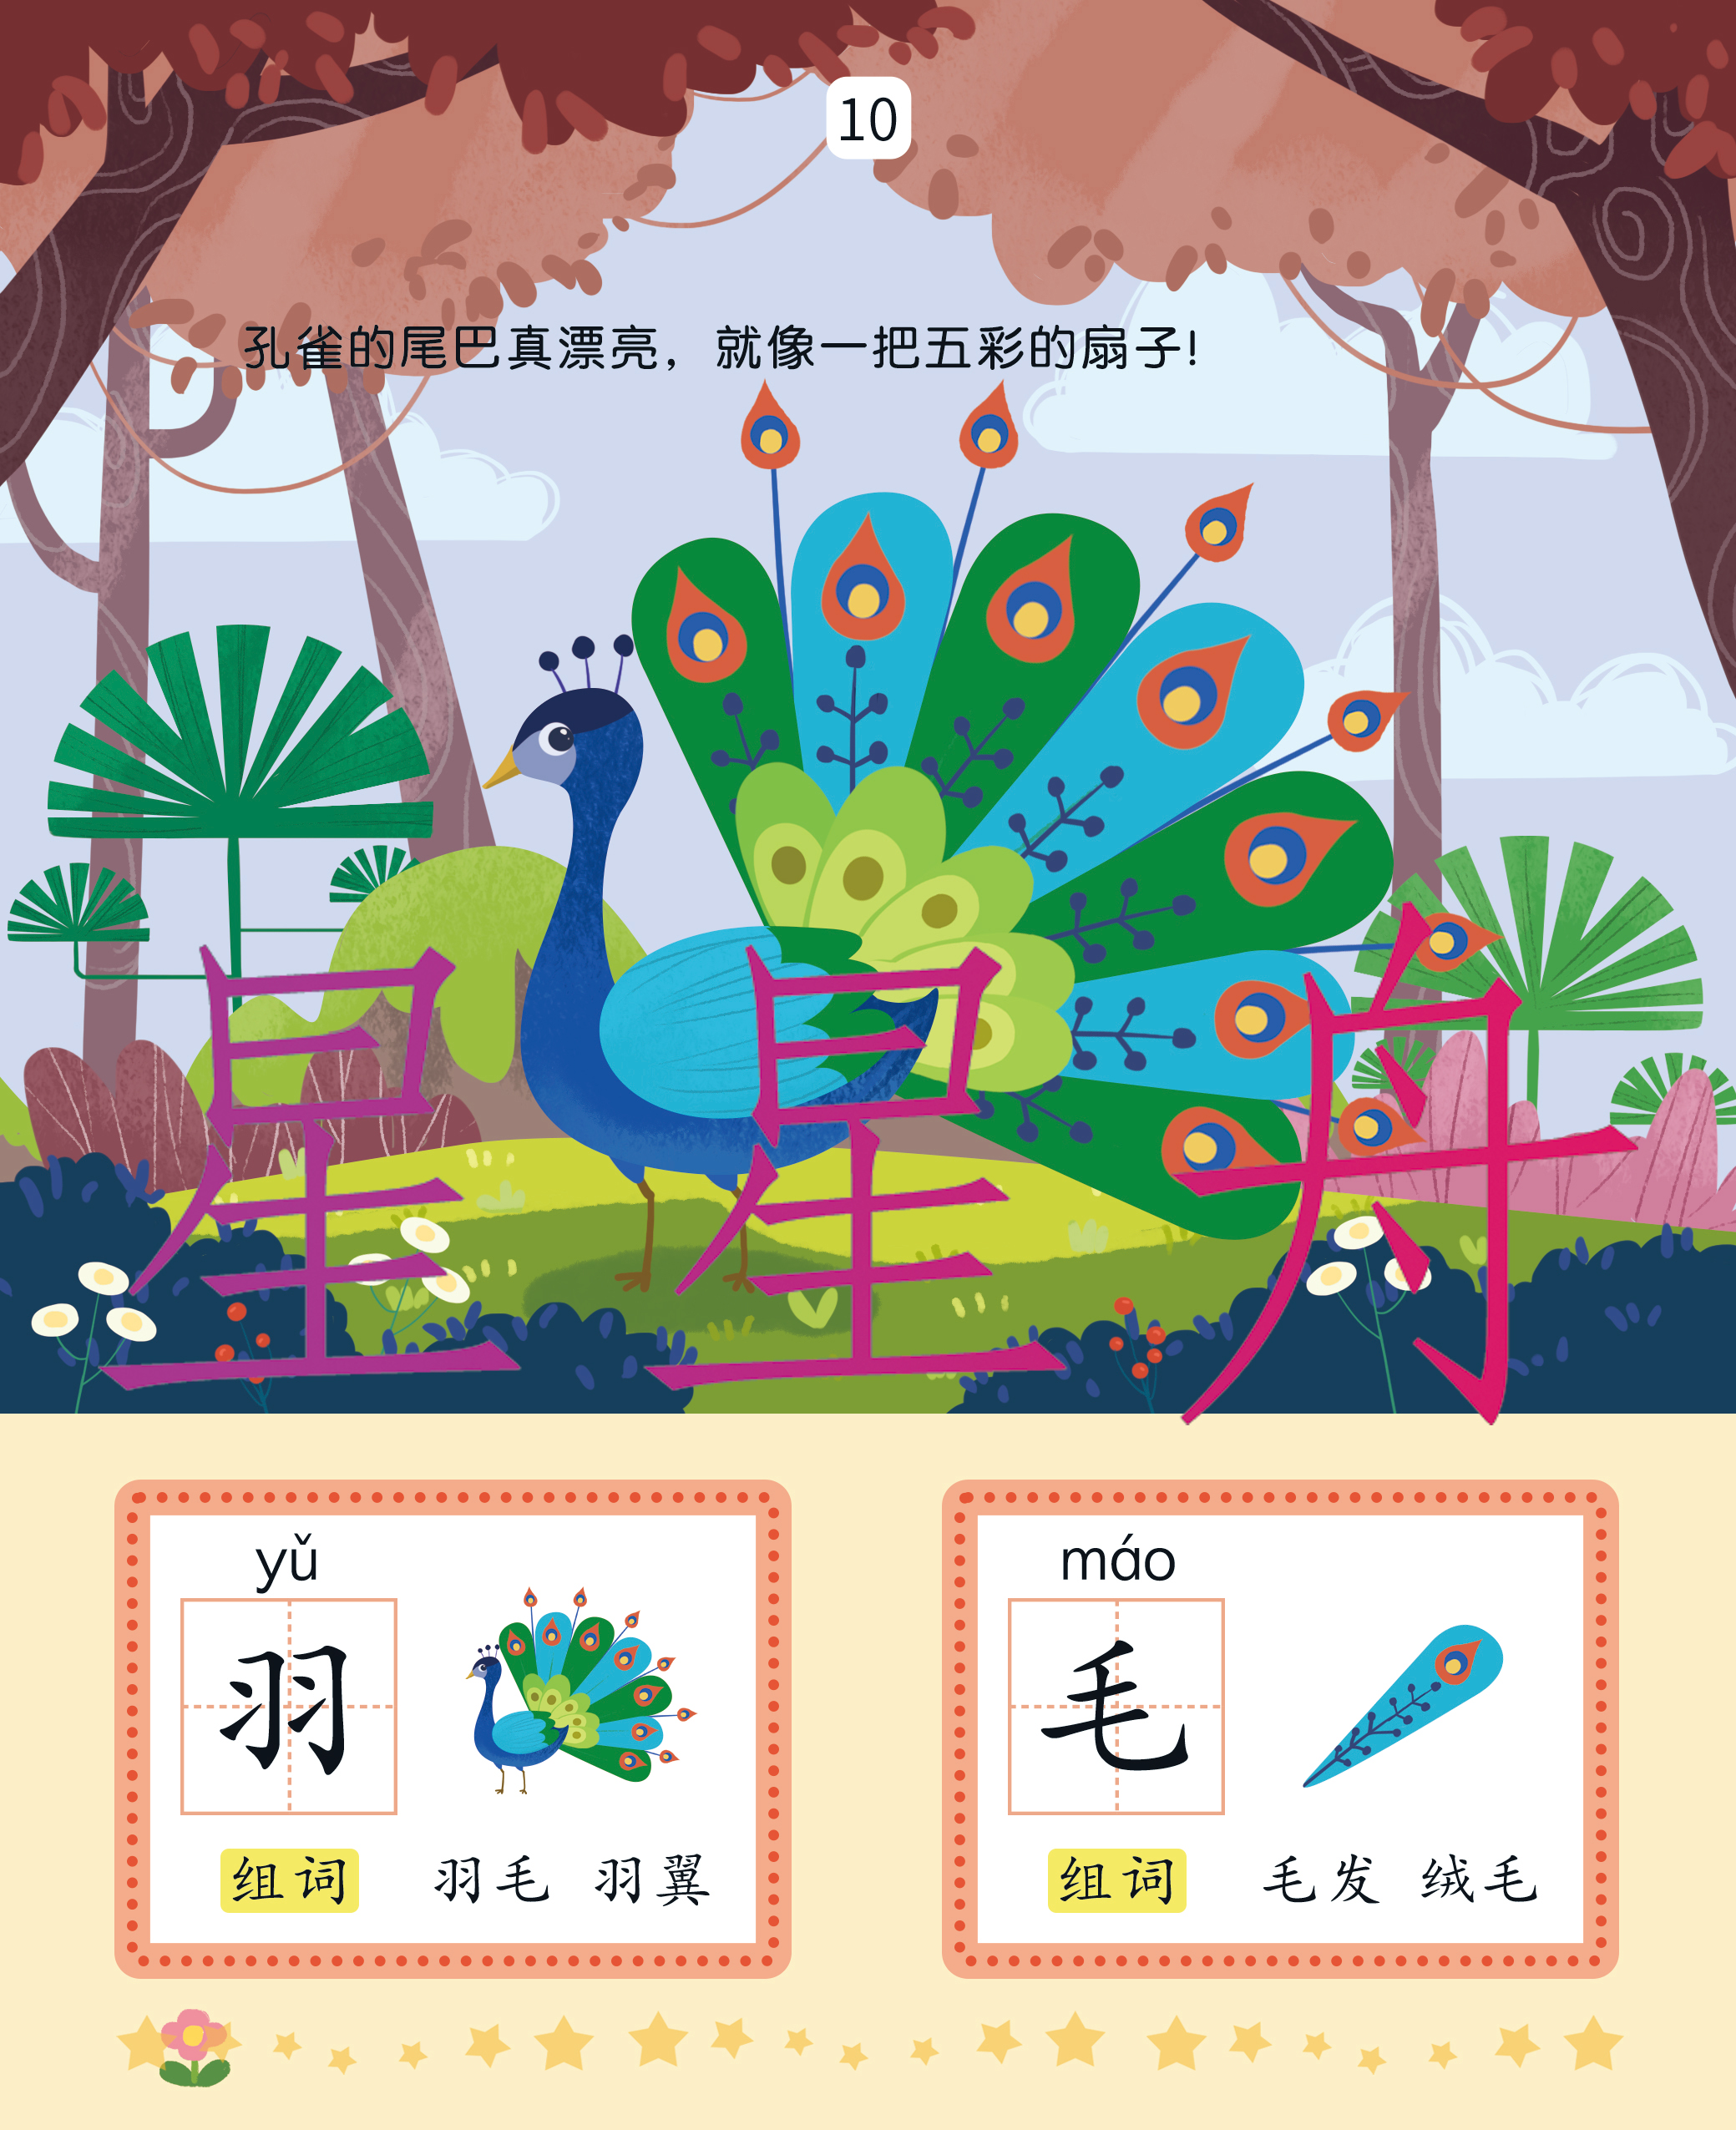 10
孔雀的尾巴真漂亮，就像一把五彩的扇子！
星星丹
yǔ
羽
组词 羽毛 羽翼
máo
毛
组词 毛发 绒毛